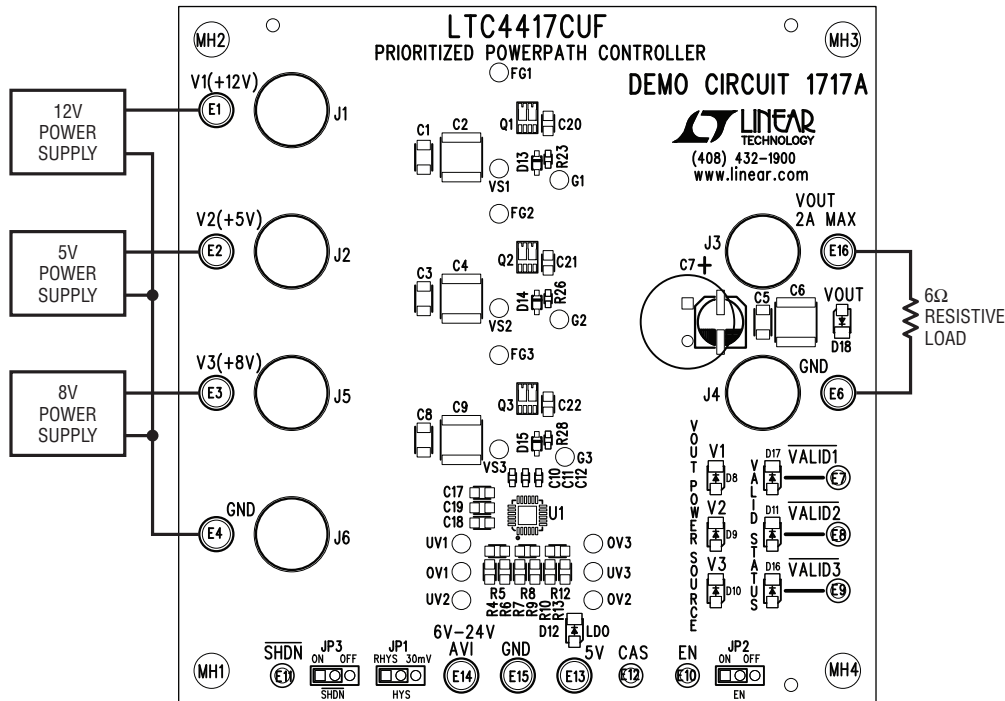 LTC4417CUF
PRIORITIZED POWERPATH CONTROLLER
MH2
MH3
FG1
DEMO CIRCUIT 1717A
V1(+12V)
E1
J1
12V
POWER
SUPPLY
C1
C2
Q1
C20
D13
R23
VS1
G1
LINEAR
TECHNOLOGY
(408) 432-1900
www.linear.com
FG2
V2(+5V)
E2
J2
5V
POWER
SUPPLY
C3
C4
Q2
C21
D14
R26
VS2
G2
VOUT
2A MAX
J3
E16
C7
+
C5
C6
VOUT
D18
6Ω
RESISTIVE
LOAD
FG3
V3(+8V)
E3
J5
8V
POWER
SUPPLY
C8
C9
Q3
C22
D15
R28
VS3
G3
GND
J4
E6
C10
C11
C12
C17
C19
C18
U1
GND
E4
J6
VOUT POWER SOURCE
V1
D8
V2
D9
V3
D10
VALID STATUS
D17
VALID1
E7
D11
VALID2
E8
D16
VALID3
E9
UV1
OV1
UV2
OV3
UV3
OV2
R4
R5
R6
R7
R8
R9
R10
R13
R12
D12
LDO
MH1
SHDN
E11
JP3
ON OFF
SHDN
JP1
RHYS 30mV
HYS
6V-24V
AVI
E14
GND
E15
5V
E13
CAS
E12
EN
E10
JP2
ON OFF
EN
MH4